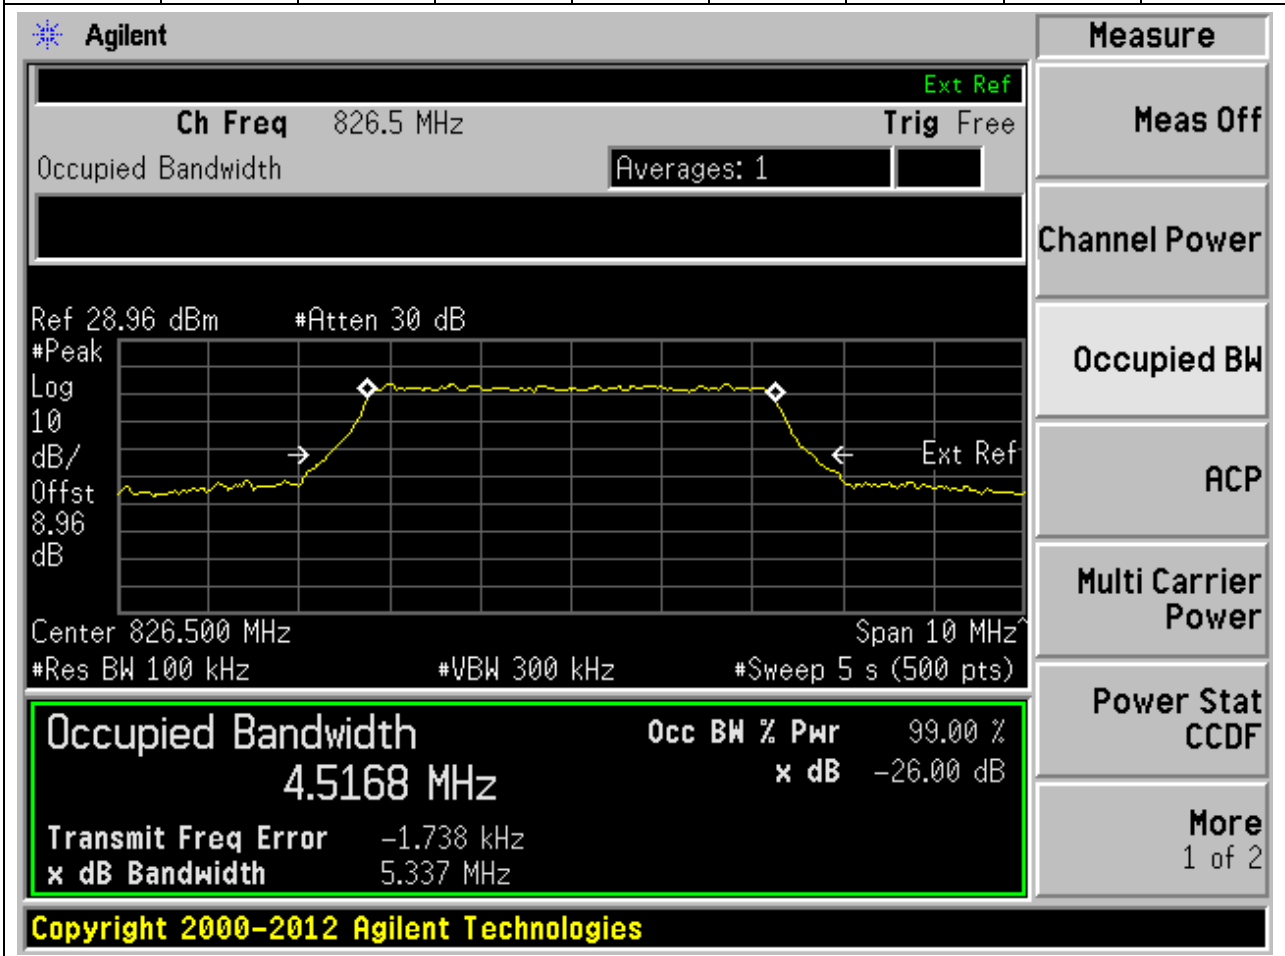 Agilent
Measure
Ext Ref
Ch Freq 826.5 MHz Trig Free
Meas Off
Occupied Bandwidth Averages: 1
Channel Power
Ref 28.96 dBm #Atten 30 dB
#Peak
Log
10
dB/
Offst
8.96
dB
Ext Ref
Occupied BW
ACP
Center 826.500 MHz Span 10 MHz^
#Res BW 100 kHz #VBW 300 kHz #Sweep 5 s (500 pts)
Multi Carrier
Power
Occupied Bandwidth
4.5168 MHz
Occ BW % Pwr 99.00 %
x dB -26.00 dB
Transmit Freq Error -1.738 kHz
x dB Bandwidth 5.337 MHz
Power Stat
CCDF
More
1 of 2
Copyright 2000-2012 Agilent Technologies